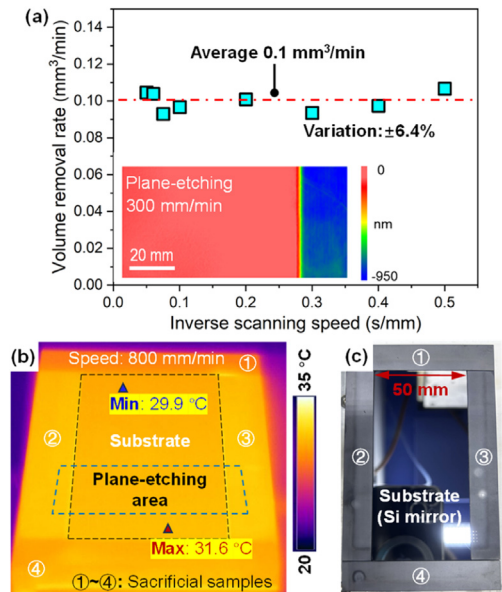 (a)
Volume removal rate (mm³/min)
0.14
0.12
0.10
0.08
0.06
0.04
0.02
0.00
Average 0.1 mm³/min
Variation: ±6.4%
Plane-etching
300 mm/min
20 mm
0
nm
-950
0.0
0.1
0.2
0.3
0.4
0.5
Inverse scanning speed (s/mm)
(b)
Speed: 800 mm/min
①
Min: 29.9 °C
②
Substrate
③
Plane-etching
area
Max: 31.6 °C
④
①~④: Sacrificial samples
35 °C
20
(c)
①
50 mm
②
③
Substrate
(Si mirror)
④